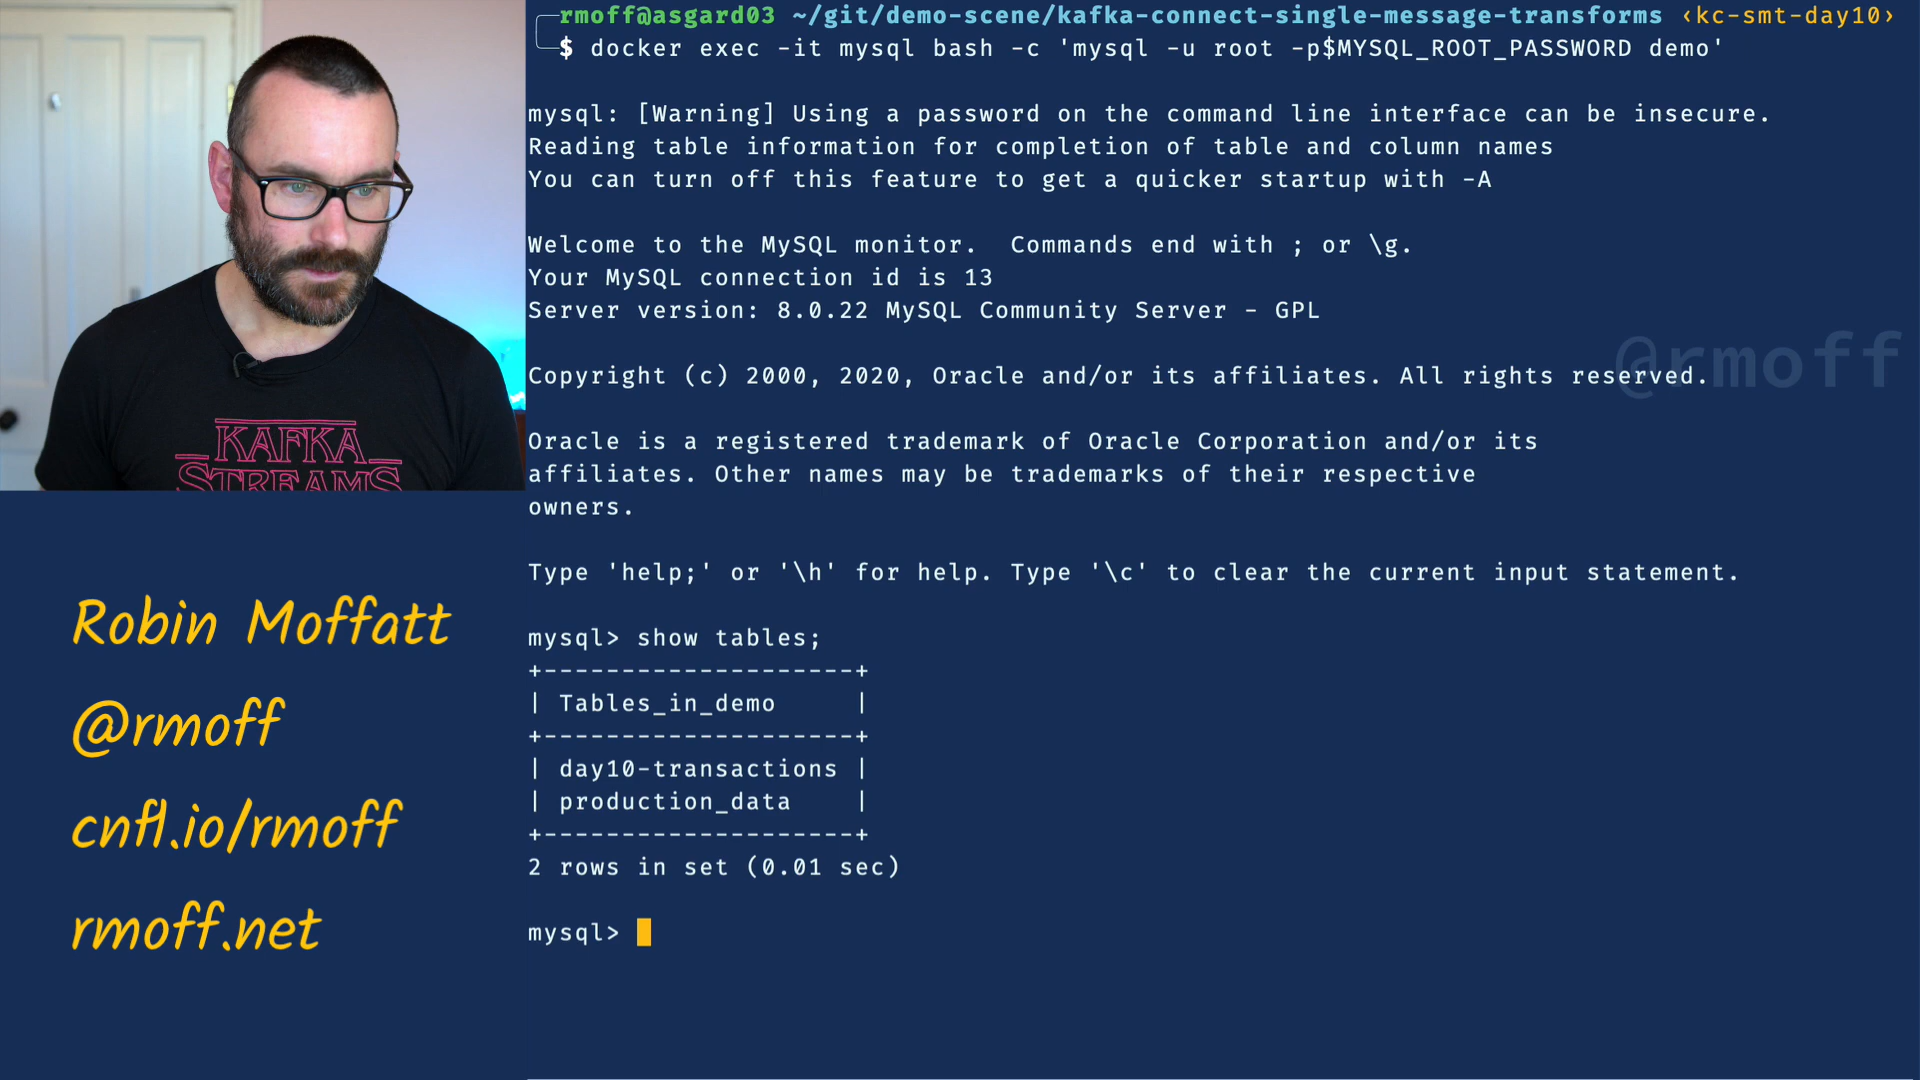 rmoff@asgard03 ~/git/demo-scene/kafka-connect-single-message-transforms ‹kc-smt-day10›
$ docker exec -it mysql bash -c 'mysql -u root -p$MYSQL_ROOT_PASSWORD demo'
mysql: [Warning] Using a password on the command line interface can be insecure.
Reading table information for completion of table and column names
You can turn off this feature to get a quicker startup with -A
Welcome to the MySQL monitor.  Commands end with ; or \g.
Your MySQL connection id is 13
Server version: 8.0.22 MySQL Community Server - GPL
@rmoff
Copyright (c) 2000, 2020, Oracle and/or its affiliates. All rights reserved.
Oracle is a registered trademark of Oracle Corporation and/or its
affiliates. Other names may be trademarks of their respective
owners.
Type 'help;' or '\h' for help. Type '\c' to clear the current input statement.
mysql> show tables;
+--------------------+
| Tables_in_demo     |
+--------------------+
| day10-transactions |
| production_data    |
+--------------------+
2 rows in set (0.01 sec)
mysql>
KAFKA
STREAMS
Robin Moffatt
@rmoff
cnfl.io/rmoff
rmoff.net